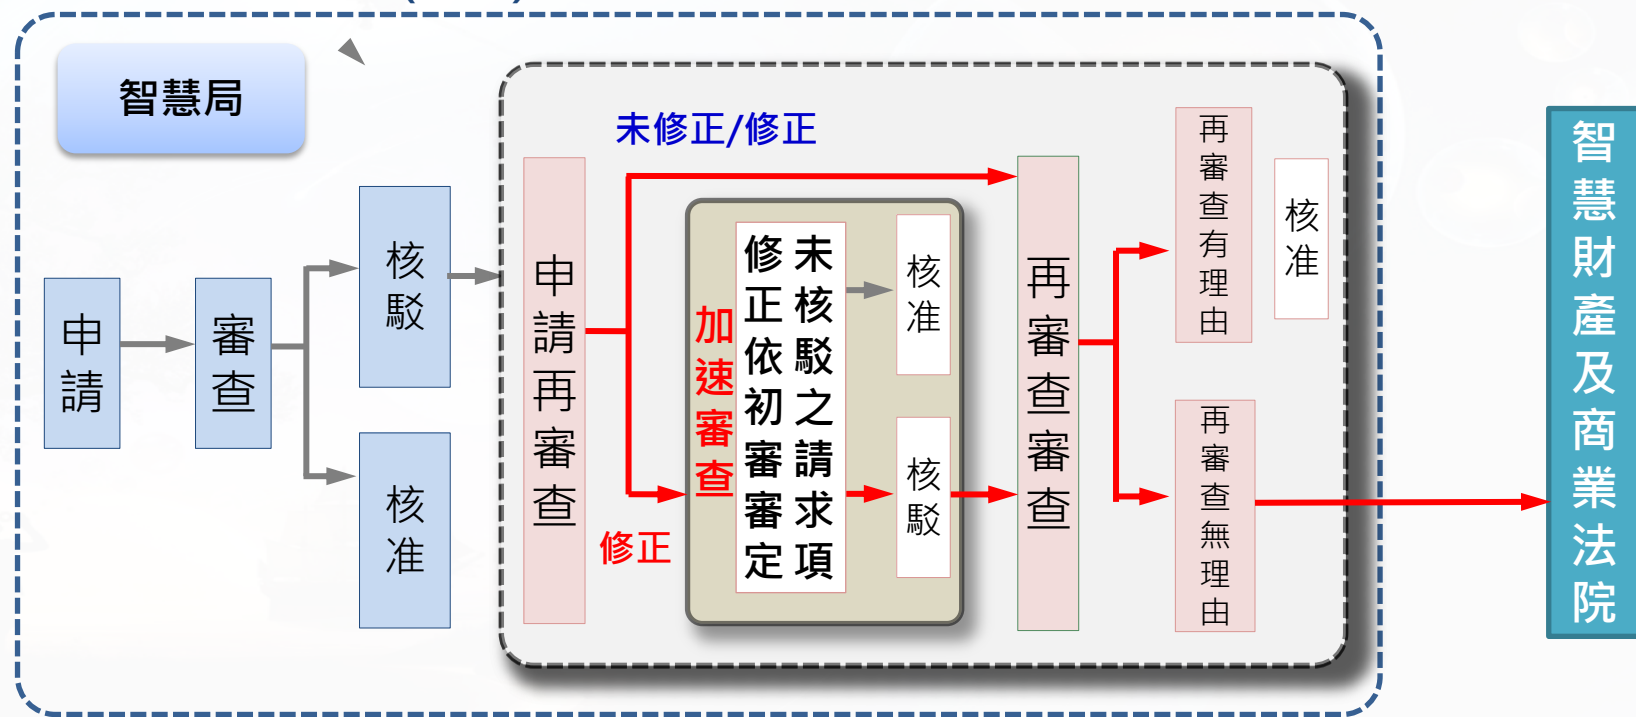 智慧局
申請
審查
核駁
核准
申請再審查
未修正/修正
修正
加速審查
修正依初審審定
未核駁之請求項
核准
核駁
再審查審查
再審查有理由
核准
再審查無理由
智慧財產及商業法院